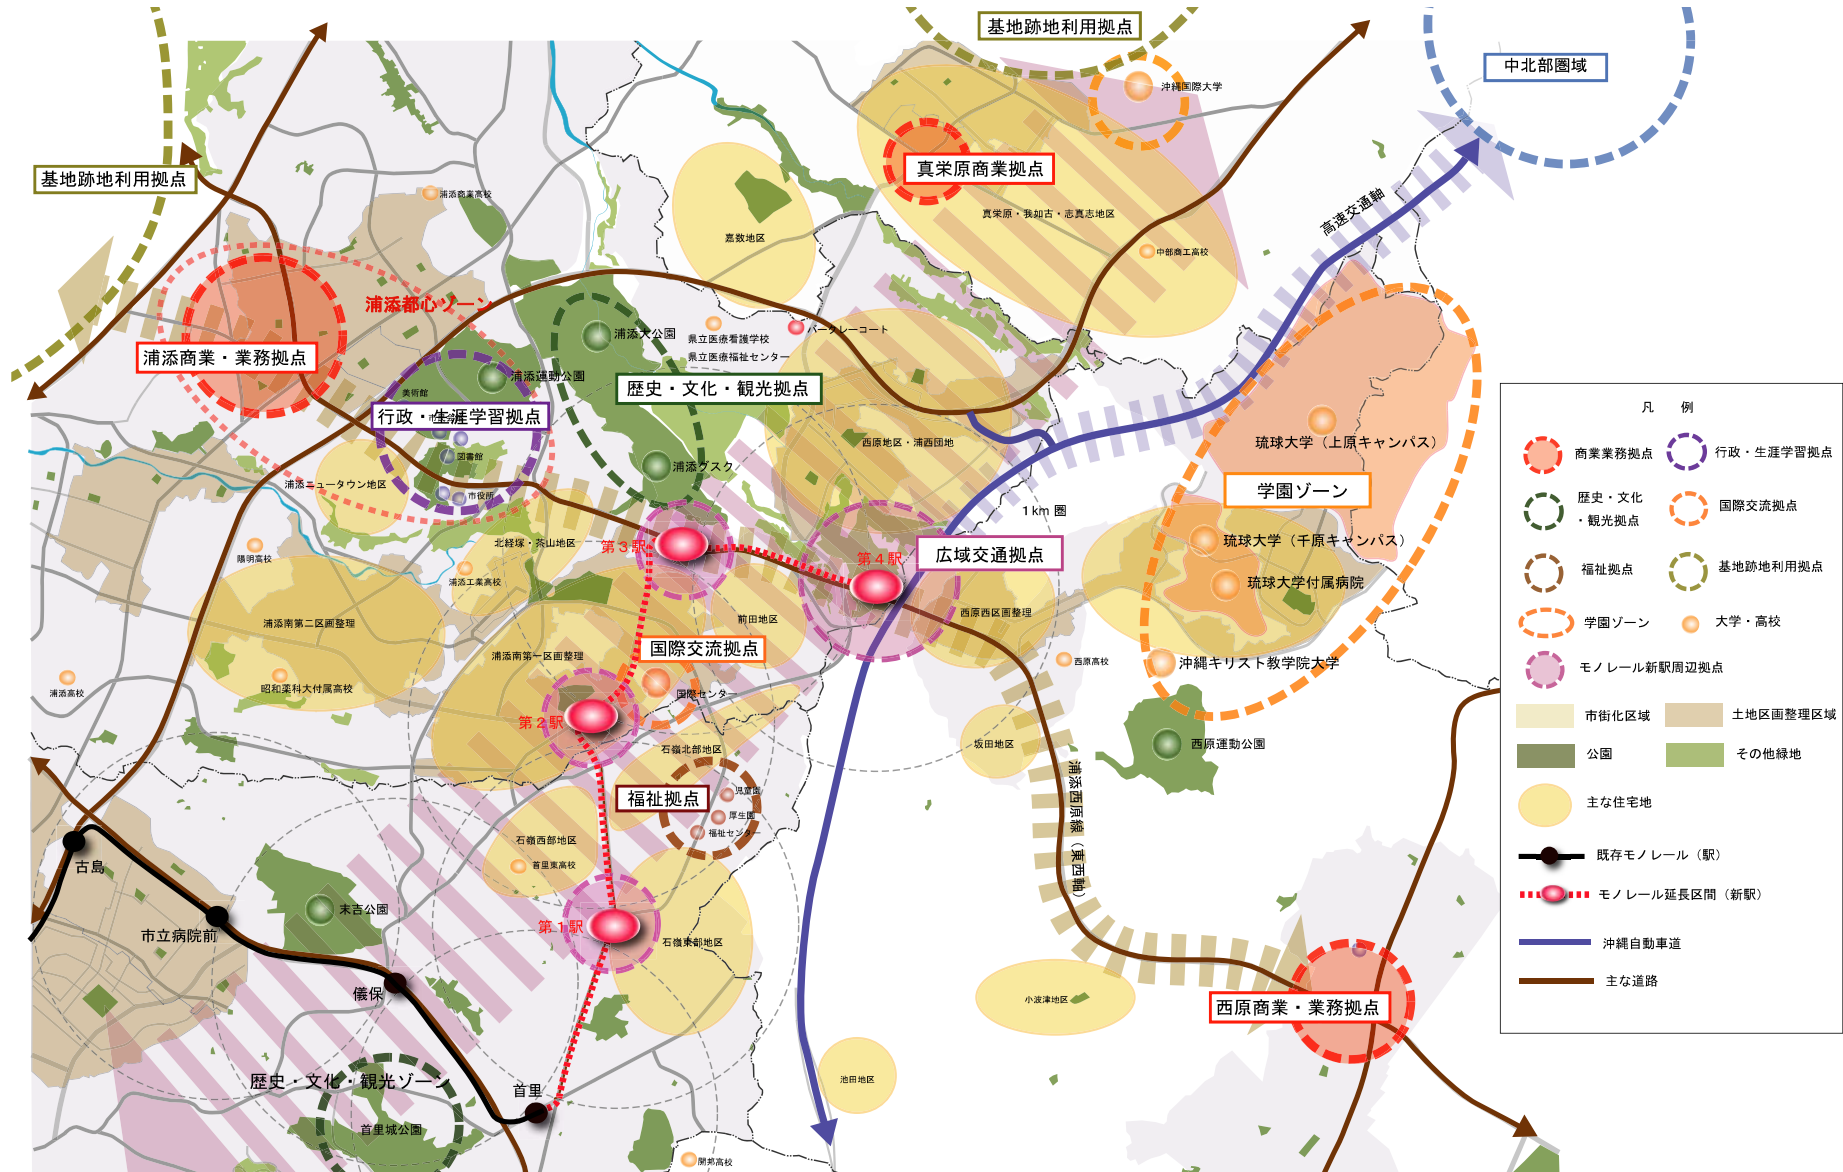 基地跡地利用拠点
中北部圏域
沖縄国際大学
基地跡地利用拠点
真栄原商業拠点
浦添商業高校
高速交通軸
真栄原・我如古・志真志地区
嘉数地区
中部商工高校
浦添都心ゾーン
浦添大公園
県立医療看護学校
バークレーコート
県立医療福祉センター
浦添商業・業務拠点
浦添運動公園
歴史・文化・観光拠点
美術館
行政・生涯学習拠点
図書館
西原地区・浦西団地
琉球大学（上原キャンパス）
浦添グスク
浦添ニュータウン地区
市役所
学園ゾーン
1km 圏
陽明高校
北経塚・茶山地区
第３駅
第４駅
広域交通拠点
琉球大学（千原キャンパス）
浦添工業高校
琉球大学付属病院
浦添南第二区画整理
前田地区
西原西区画整理
浦添南第一区画整理
国際交流拠点
西原高校
沖縄キリスト教学院大学
浦添高校
昭和薬科大付属高校
国際センター
第２駅
石嶺北部地区
坂田地区
西原運動公園
浦添西原線（東西軸）
福祉拠点
児童園
厚生園
福祉センター
石嶺西部地区
首里東高校
古島
末吉公園
市立病院前
第１駅
石嶺東部地区
儀保
小波津地区
西原商業・業務拠点
歴史・文化・観光ゾーン
首里
池田地区
首里城公園
開邦高校
凡　例
商業業務拠点
行政・生涯学習拠点
歴史・文化
・観光拠点
国際交流拠点
福祉拠点
基地跡地利用拠点
学園ゾーン
大学・高校
モノレール新駅周辺拠点
市街化区域
土地区画整理区域
公園
その他緑地
主な住宅地
既存モノレール（駅）
モノレール延長区間（新駅）
沖縄自動車道
主な道路